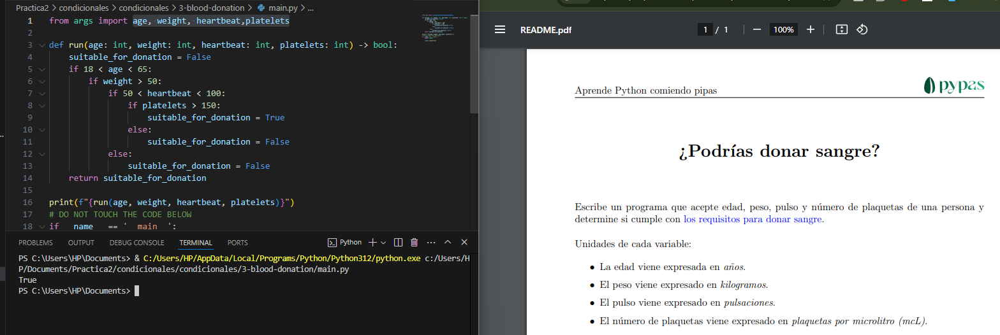 Practica2 > condicionales > condicionales > 3-blood-donation > main.py > ...
1 from args import age, weight, heartbeat,platelets
2
3 def run(age: int, weight: int, heartbeat: int, platelets: int) -> bool:
4 suitable_for_donation = False
5 if 18 < age < 65:
6 if weight > 50:
7 if 50 < heartbeat < 100:
8 if platelets > 150:
9 suitable_for_donation = True
10 else:
11 suitable_for_donation = False
12 else:
13 suitable_for_donation = False
14 return suitable_for_donation
15
16 print(f"{run(age, weight, heartbeat, platelets)}")
17 # DO NOT TOUCH THE CODE BELOW
18 if __name__ == '__main__':
PROBLEMS OUTPUT DEBUG CONSOLE TERMINAL PORTS Python
PS C:\Users\HP\Documents> & C:/Users/HP/AppData/Local/Programs/Python/Python312/python.exe c:/Users/H
P/Documents/Practica2/condicionales/condicionales/3-blood-donation/main.py
True
PS C:\Users\HP\Documents>
README.pdf 1 / 1 100%
Aprende Python comiendo pipas pypas
¿Podrías donar sangre?
Escribe un programa que acepte edad, peso, pulso y número de plaquetas de una persona y
determine si cumple con los requisitos para donar sangre.
Unidades de cada variable:
• La edad viene expresada en años.
• El peso viene expresado en kilogramos.
• El pulso viene expresado en pulsaciones.
• El número de plaquetas viene expresado en plaquetas por microlitro (mcL).